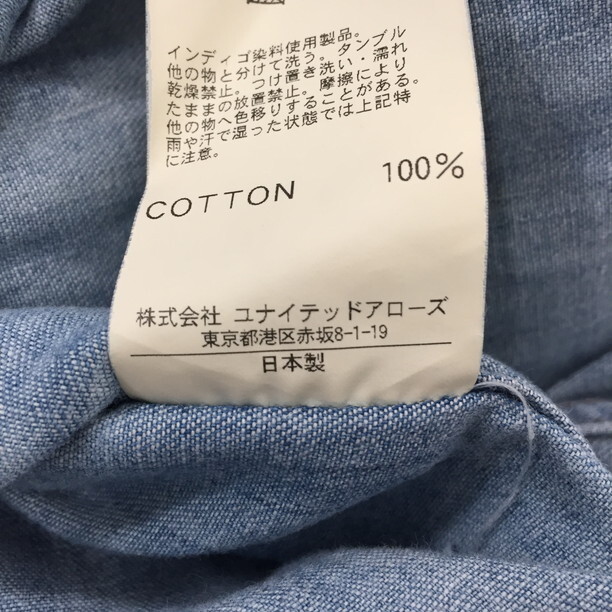 インディゴ染料使用製品。
他の物と分けて洗う。タンブル
乾燥禁止。つけ置き洗い・濡れ
たままの放置禁止。摩擦により
他の物へ色移りすることがある。
雨や汗で湿った状態では上記特
に注意。
COTTON 100%
株式会社 ユナイテッドアローズ
東京都港区赤坂8-1-19
日本製